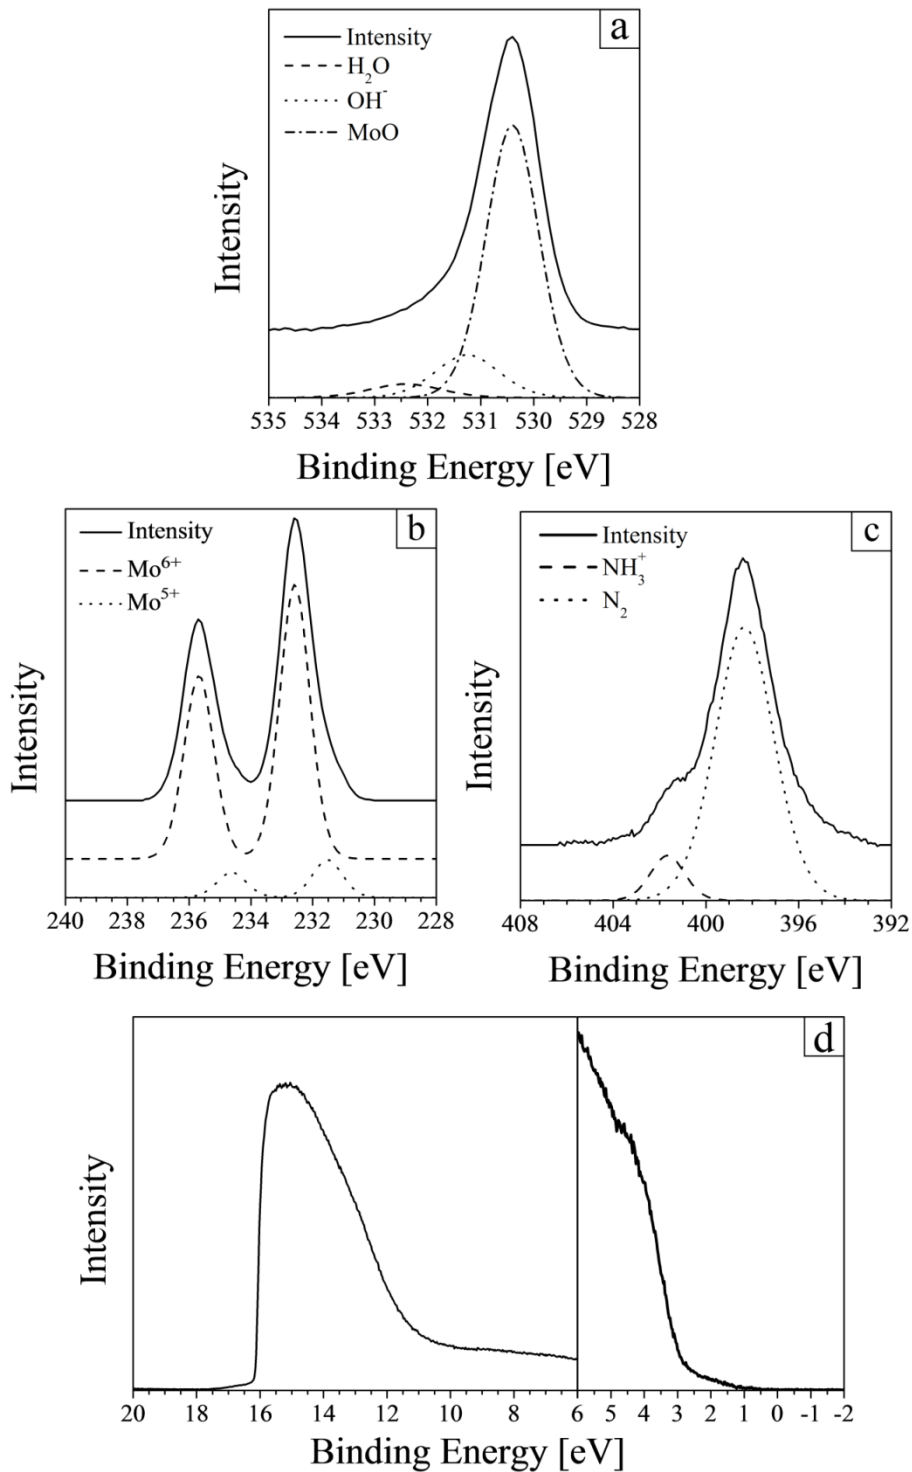 a
Intensity
H₂O
OH⁻
MoO
Intensity
535 534 533 532 531 530 529 528
Binding Energy [eV]
b
Intensity
Mo⁶⁺
Mo⁵⁺
Intensity
240 238 236 234 232 230 228
Binding Energy [eV]
c
Intensity
NH₃⁺
N₂
Intensity
408 404 400 396 392
Binding Energy [eV]
d
Intensity
20 18 16 14 12 10 8 6 5 4 3 2 1 0 -1 -2
Binding Energy [eV]